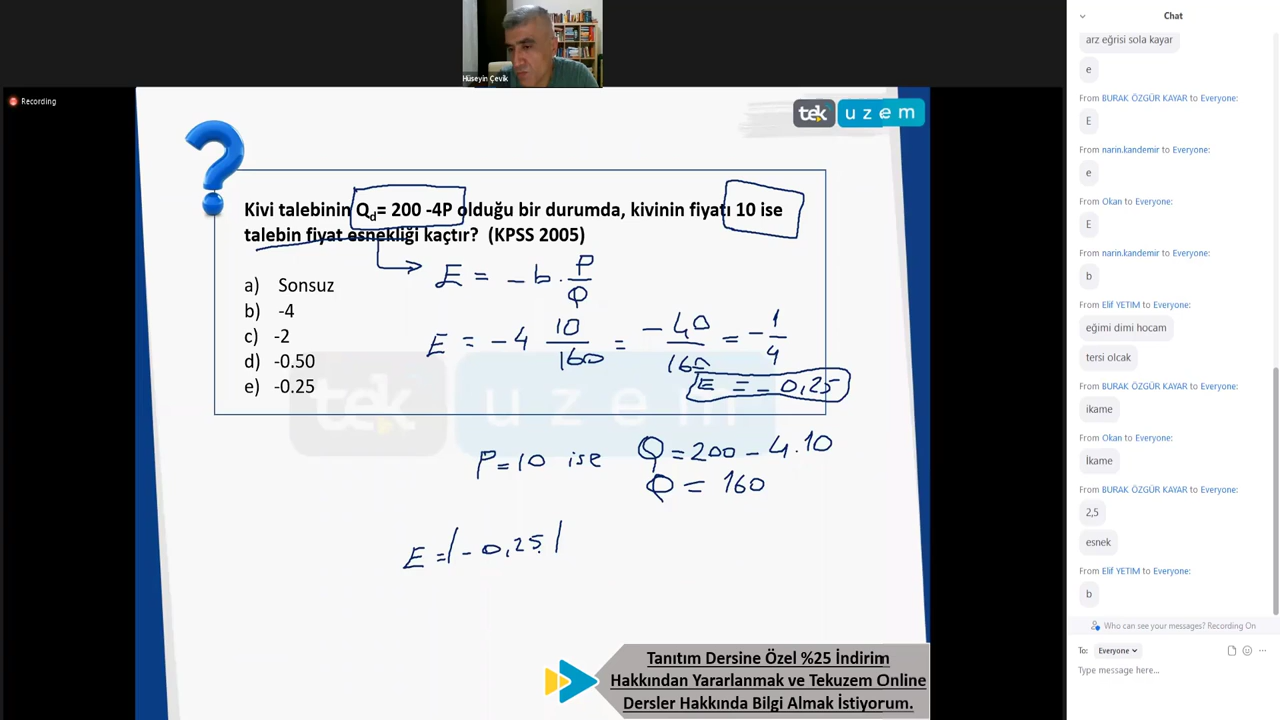 Hüseyin Çevik
Recording
tek uzem
Kivi talebinin Qd= 200 -4P olduğu bir durumda, kivinin fiyatı 10 ise
talebin fiyat esnekliği kaçtır? (KPSS 2005)
a) Sonsuz
b) -4
c) -2
d) -0.50
e) -0.25
E = - b . P/Q
E = - 4 10/160 = - 40/160 = - 1/4
E = - 0,25
P = 10 ise Q = 200 - 4.10
Q = 160
E = | - 0,25 |
tek uzem
Tanıtım Dersine Özel %25 İndirim
Hakkından Yararlanmak ve Tekuzem Online
Dersler Hakkında Bilgi Almak İstiyorum.
Chat
arz eğrisi sola kayar
e
From BURAK ÖZGÜR KAYAR to Everyone:
E
From narin.kandemir to Everyone:
e
From Okan to Everyone:
E
From narin.kandemir to Everyone:
b
From Elif YETIM to Everyone:
eğimi dimi hocam
tersi olcak
From BURAK ÖZGÜR KAYAR to Everyone:
ikame
From Okan to Everyone:
İkame
From BURAK ÖZGÜR KAYAR to Everyone:
2,5
esnek
From Elif YETIM to Everyone:
b
Who can see your messages? Recording On
To: Everyone
Type message here...